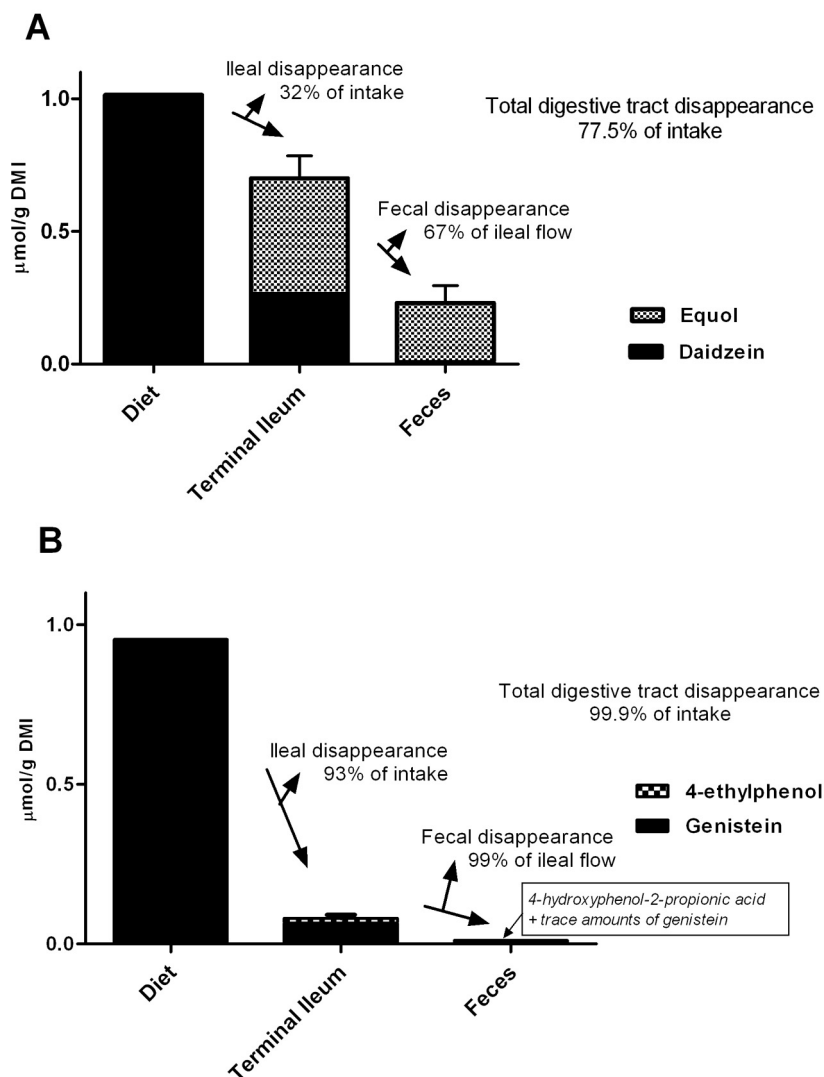 A
Ileal disappearance
32% of intake
Total digestive tract disappearance
77.5% of intake
1.0
0.5
0.0
μmol/g DMI
Fecal disappearance
67% of ileal flow
Equol
Daidzein
Diet
Terminal Ileum
Feces
B
1.0
0.5
0.0
μmol/g DMI
Total digestive tract disappearance
99.9% of intake
Ileal disappearance
93% of intake
4-ethylphenol
Genistein
Fecal disappearance
99% of ileal flow
4-hydroxyphenol-2-propionic acid
+ trace amounts of genistein
Diet
Terminal Ileum
Feces